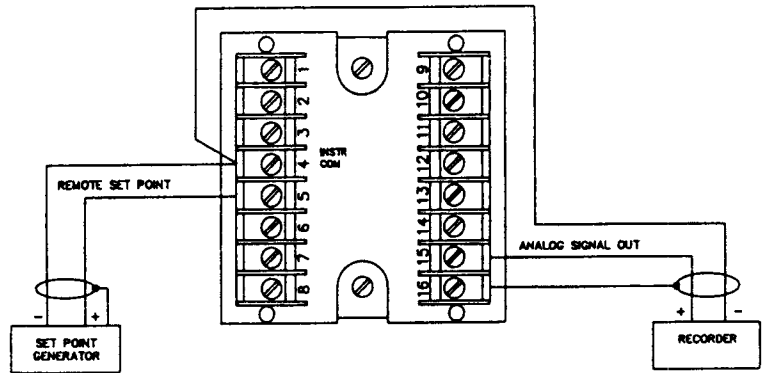 1
2
3
4
5
6
7
8
9
10
11
12
13
14
15
16
INSTR
COM
REMOTE SET POINT
ANALOG SIGNAL OUT
- +
SET POINT
GENERATOR
+ -
RECORDER